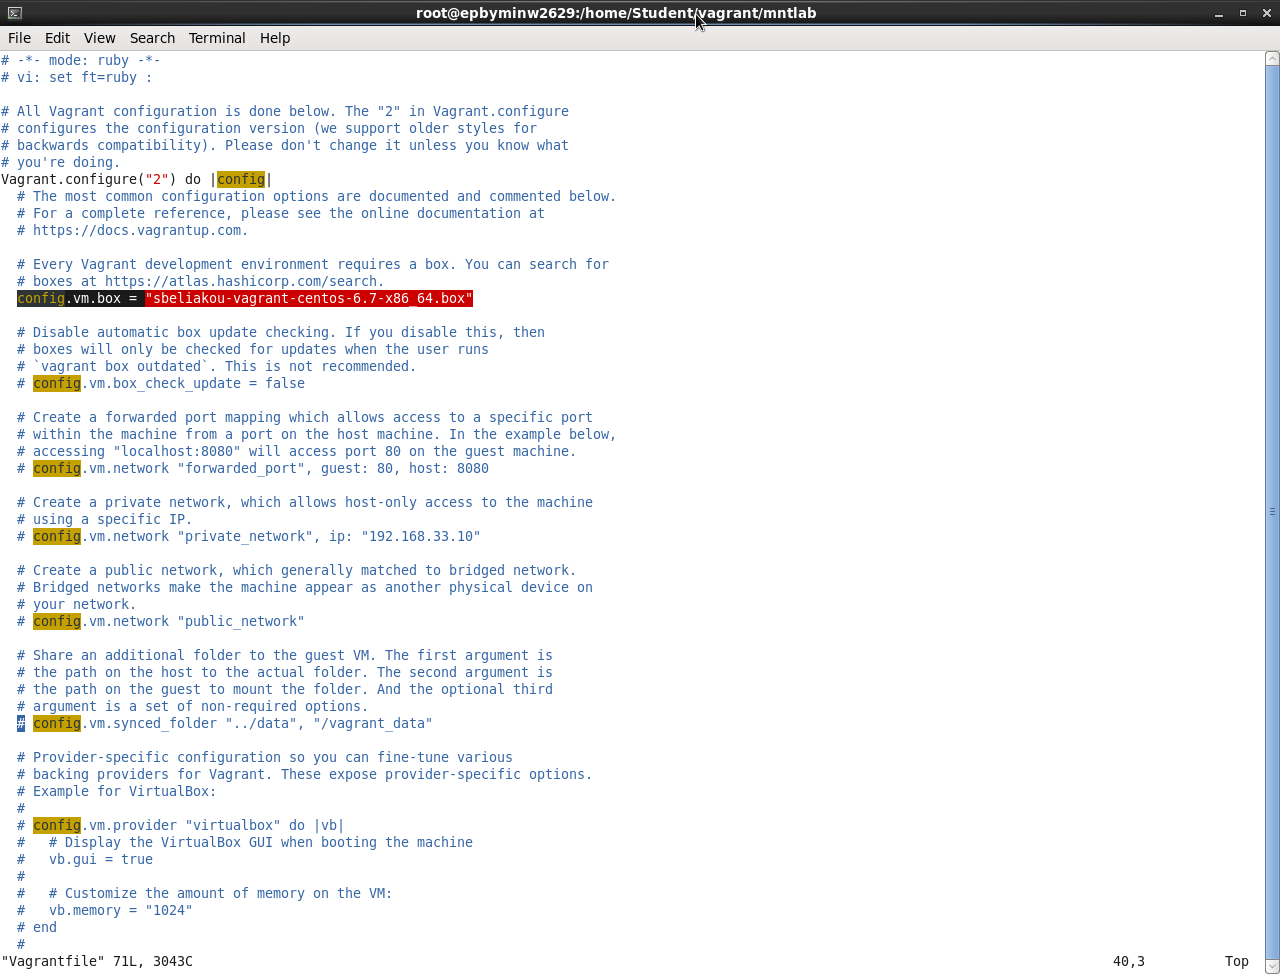 root@epbyminw2629:/home/Student/vagrant/mntlab
File Edit View Search Terminal Help
# -*- mode: ruby -*-
# vi: set ft=ruby :

# All Vagrant configuration is done below. The "2" in Vagrant.configure
# configures the configuration version (we support older styles for
# backwards compatibility). Please don't change it unless you know what
# you're doing.
Vagrant.configure("2") do |config|
  # The most common configuration options are documented and commented below.
  # For a complete reference, please see the online documentation at
  # https://docs.vagrantup.com.

  # Every Vagrant development environment requires a box. You can search for
  # boxes at https://atlas.hashicorp.com/search.
  config.vm.box = "sbeliakou-vagrant-centos-6.7-x86_64.box"

  # Disable automatic box update checking. If you disable this, then
  # boxes will only be checked for updates when the user runs
  # `vagrant box outdated`. This is not recommended.
  # config.vm.box_check_update = false

  # Create a forwarded port mapping which allows access to a specific port
  # within the machine from a port on the host machine. In the example below,
  # accessing "localhost:8080" will access port 80 on the guest machine.
  # config.vm.network "forwarded_port", guest: 80, host: 8080

  # Create a private network, which allows host-only access to the machine
  # using a specific IP.
  # config.vm.network "private_network", ip: "192.168.33.10"

  # Create a public network, which generally matched to bridged network.
  # Bridged networks make the machine appear as another physical device on
  # your network.
  # config.vm.network "public_network"

  # Share an additional folder to the guest VM. The first argument is
  # the path on the host to the actual folder. The second argument is
  # the path on the guest to mount the folder. And the optional third
  # argument is a set of non-required options.
  # config.vm.synced_folder "../data", "/vagrant_data"

  # Provider-specific configuration so you can fine-tune various
  # backing providers for Vagrant. These expose provider-specific options.
  # Example for VirtualBox:
  #
  # config.vm.provider "virtualbox" do |vb|
  #   # Display the VirtualBox GUI when booting the machine
  #   vb.gui = true
  #
  #   # Customize the amount of memory on the VM:
  #   vb.memory = "1024"
  # end
  #
"Vagrantfile" 71L, 3043C 40,3 Top